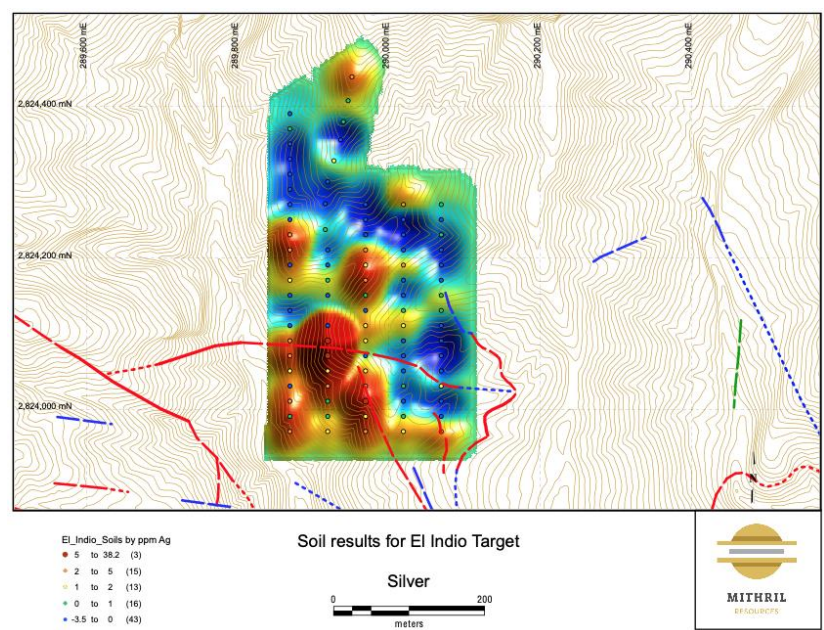 289,600 mE
289,800 mE
290,000 mE
290,200 mE
290,400 mE
2,824,400 mN
2,824,200 mN
2,824,000 mN
El_Indio_Soils by ppm Ag
5 to 38.2 (3)
2 to 5 (15)
1 to 2 (13)
0 to 1 (16)
-3.5 to 0 (43)
Soil results for El Indio Target
Silver
0 200
meters
MITHRIL
RESOURCES